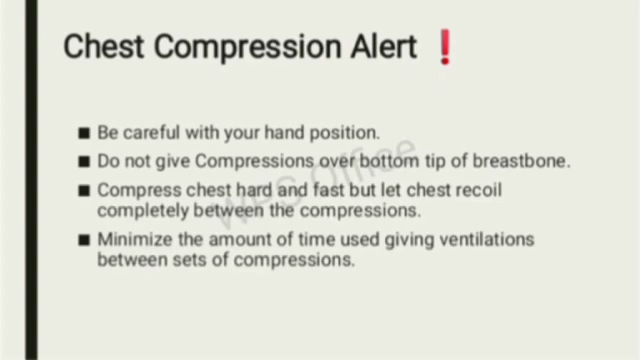 Chest Compression Alert ❗
■ Be careful with your hand position.
■ Do not give Compressions over bottom tip of breastbone.
■ Compress chest hard and fast but let chest recoil
completely between the compressions.
■ Minimize the amount of time used giving ventilations
between sets of compressions.
WPS Office